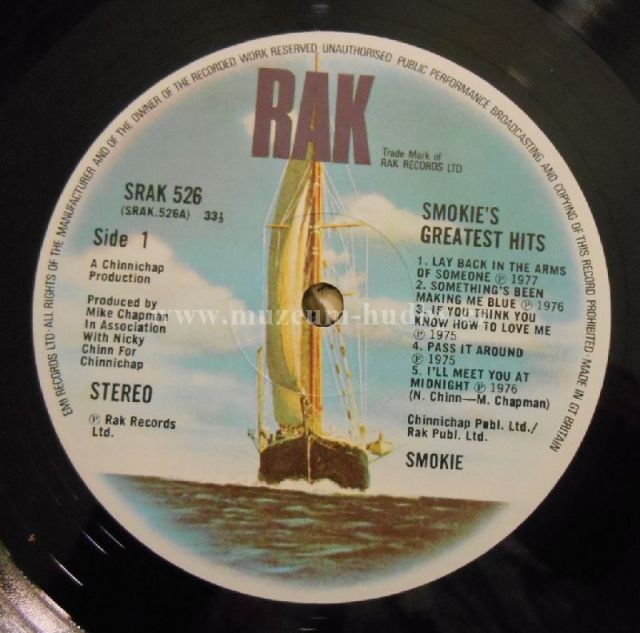 EMI RECORDS LTD·ALL RIGHTS OF THE MANUFACTURER AND OF THE OWNER OF THE RECORDED WORK RESERVED UNAUTHORISED PUBLIC PERFORMANCE BROADCASTING AND COPYING OF THIS RECORD PROHIBITED MADE IN GT BRITAIN
RAK
Trade Mark of
RAK RECORDS LTD
SRAK 526
(SRAK.526A) 33⅓
Side 1
A Chinnichap
Production
Produced by
Mike Chapman
In Association
With Nicky
Chinn For
Chinnichap
STEREO
℗ Rak Records
Ltd.
SMOKIE'S
GREATEST HITS
1. LAY BACK IN THE ARMS
OF SOMEONE ℗ 1977
2. SOMETHING'S BEEN
MAKING ME BLUE ℗ 1976
3. IF YOU THINK YOU
KNOW HOW TO LOVE ME
℗ 1975
4. PASS IT AROUND
℗ 1975
5. I'LL MEET YOU AT
MIDNIGHT ℗ 1976
(N. Chinn—M. Chapman)
Chinnichap Publ. Ltd./
Rak Publ. Ltd.
SMOKIE